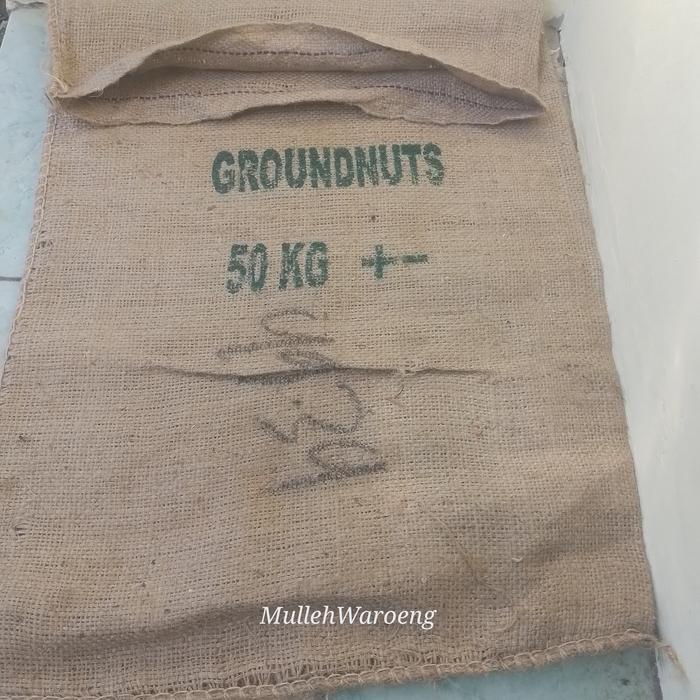 GROUNDNUTS
50 KG +-
MullehWaroeng